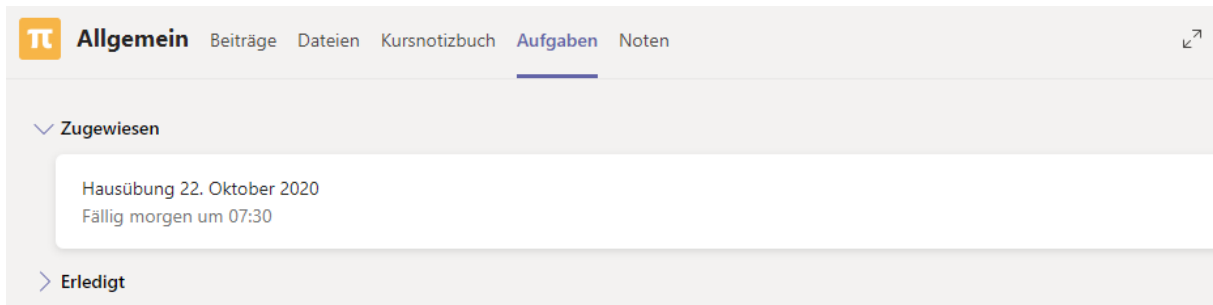 π Allgemein Beiträge Dateien Kursnotizbuch Aufgaben Noten
Zugewiesen
Hausübung 22. Oktober 2020
Fällig morgen um 07:30
Erledigt